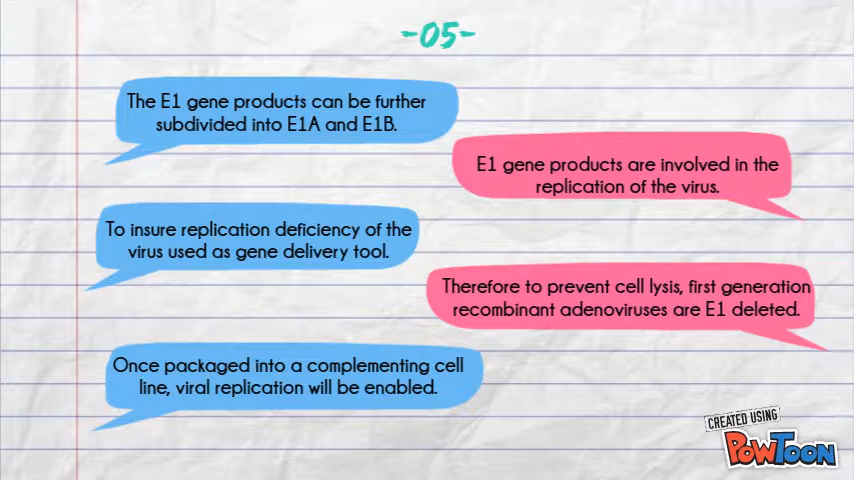 -05-
The E1 gene products can be further
subdivided into E1A and E1B.
E1 gene products are involved in the
replication of the virus.
To insure replication deficiency of the
virus used as gene delivery tool.
Therefore to prevent cell lysis, first generation
recombinant adenoviruses are E1 deleted.
Once packaged into a complementing cell
line, viral replication will be enabled.
CREATED USING
POWTOON